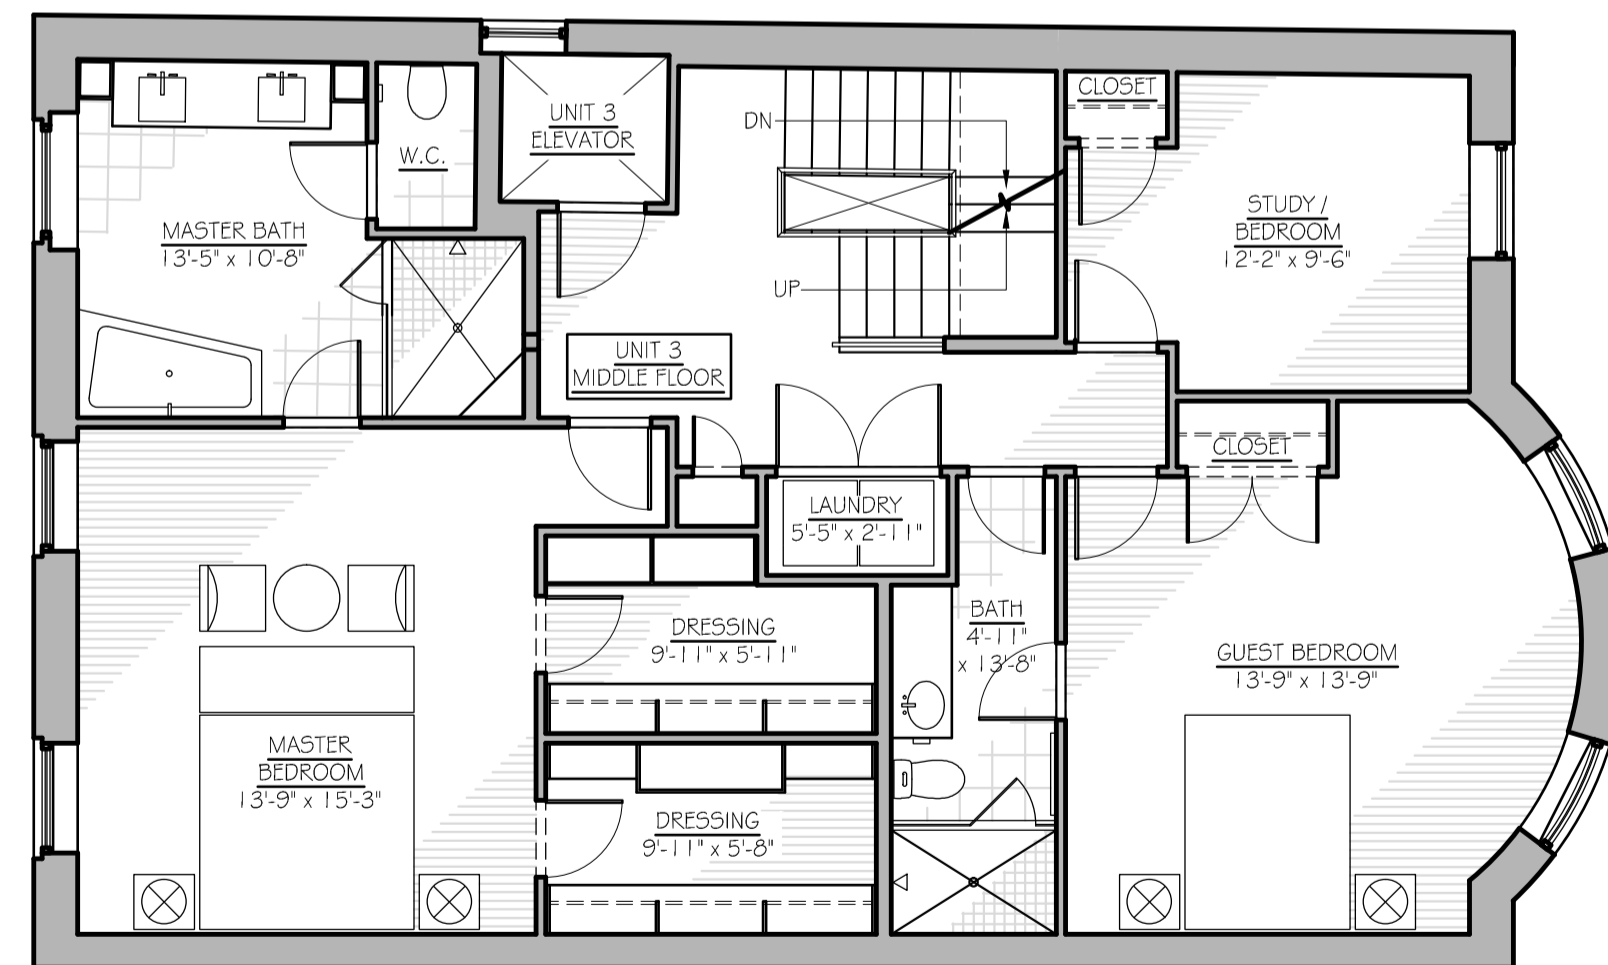 CLOSET
UNIT 3
ELEVATOR
DN
W.C.
MASTER BATH
13'-5" x 10'-8"
STUDY /
BEDROOM
12'-2" x 9'-6"
UP
UNIT 3
MIDDLE FLOOR
CLOSET
LAUNDRY
5'-5" x 2'-11"
BATH
4'-11"
x 13'-8"
DRESSING
9'-11" x 5'-11"
GUEST BEDROOM
13'-9" x 13'-9"
MASTER
BEDROOM
13'-9" x 15'-3"
DRESSING
9'-11" x 5'-8"